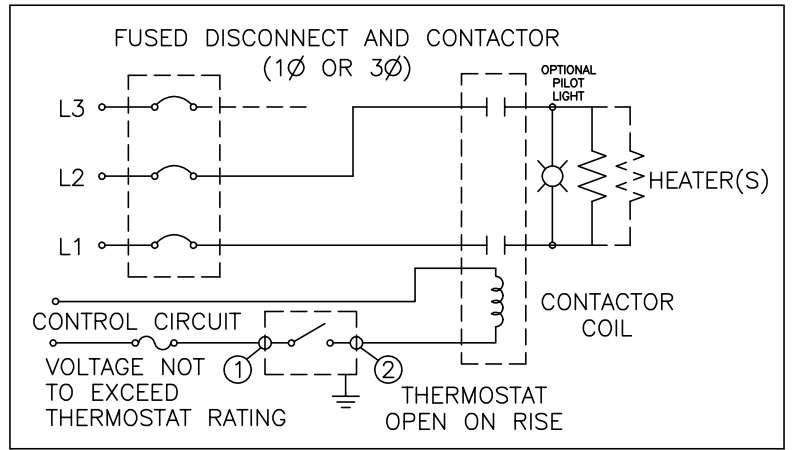 FUSED DISCONNECT AND CONTACTOR
(1Ø OR 3Ø)
OPTIONAL
PILOT
LIGHT
L3
L2
HEATER(S)
L1
CONTACTOR
COIL
CONTROL CIRCUIT
VOLTAGE NOT
TO EXCEED
THERMOSTAT RATING
1
2
THERMOSTAT
OPEN ON RISE